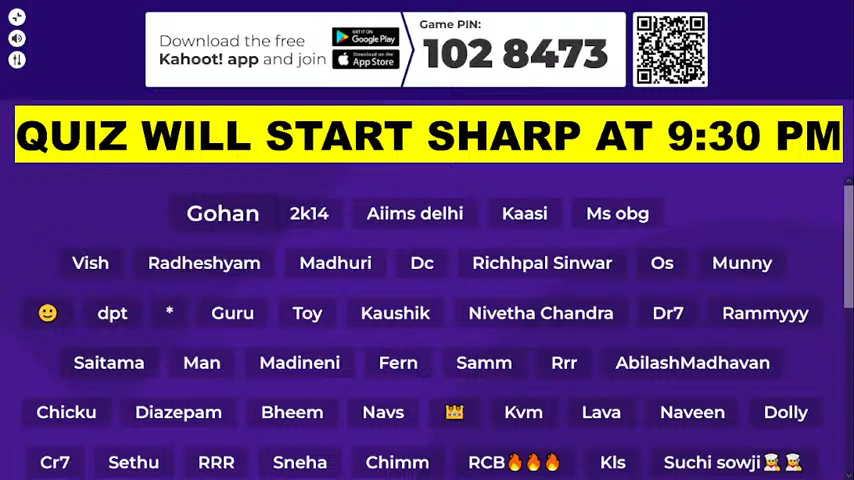 Download the free
Kahoot! app and join
GET IT ON
Google Play
Download on the
App Store
Game PIN:
102 8473
QUIZ WILL START SHARP AT 9:30 PM
Gohan 2k14 Aiims delhi Kaasi Ms obg
Vish Radheshyam Madhuri Dc Richhpal Sinwar Os Munny
🙂 dpt * Guru Toy Kaushik Nivetha Chandra Dr7 Rammyyy
Saitama Man Madineni Fern Samm Rrr AbilashMadhavan
Chicku Diazepam Bheem Navs 👑 Kvm Lava Naveen Dolly
Cr7 Sethu RRR Sneha Chimm RCB🔥🔥🔥 Kls Suchi sowji👩‍🍳👩‍🍳